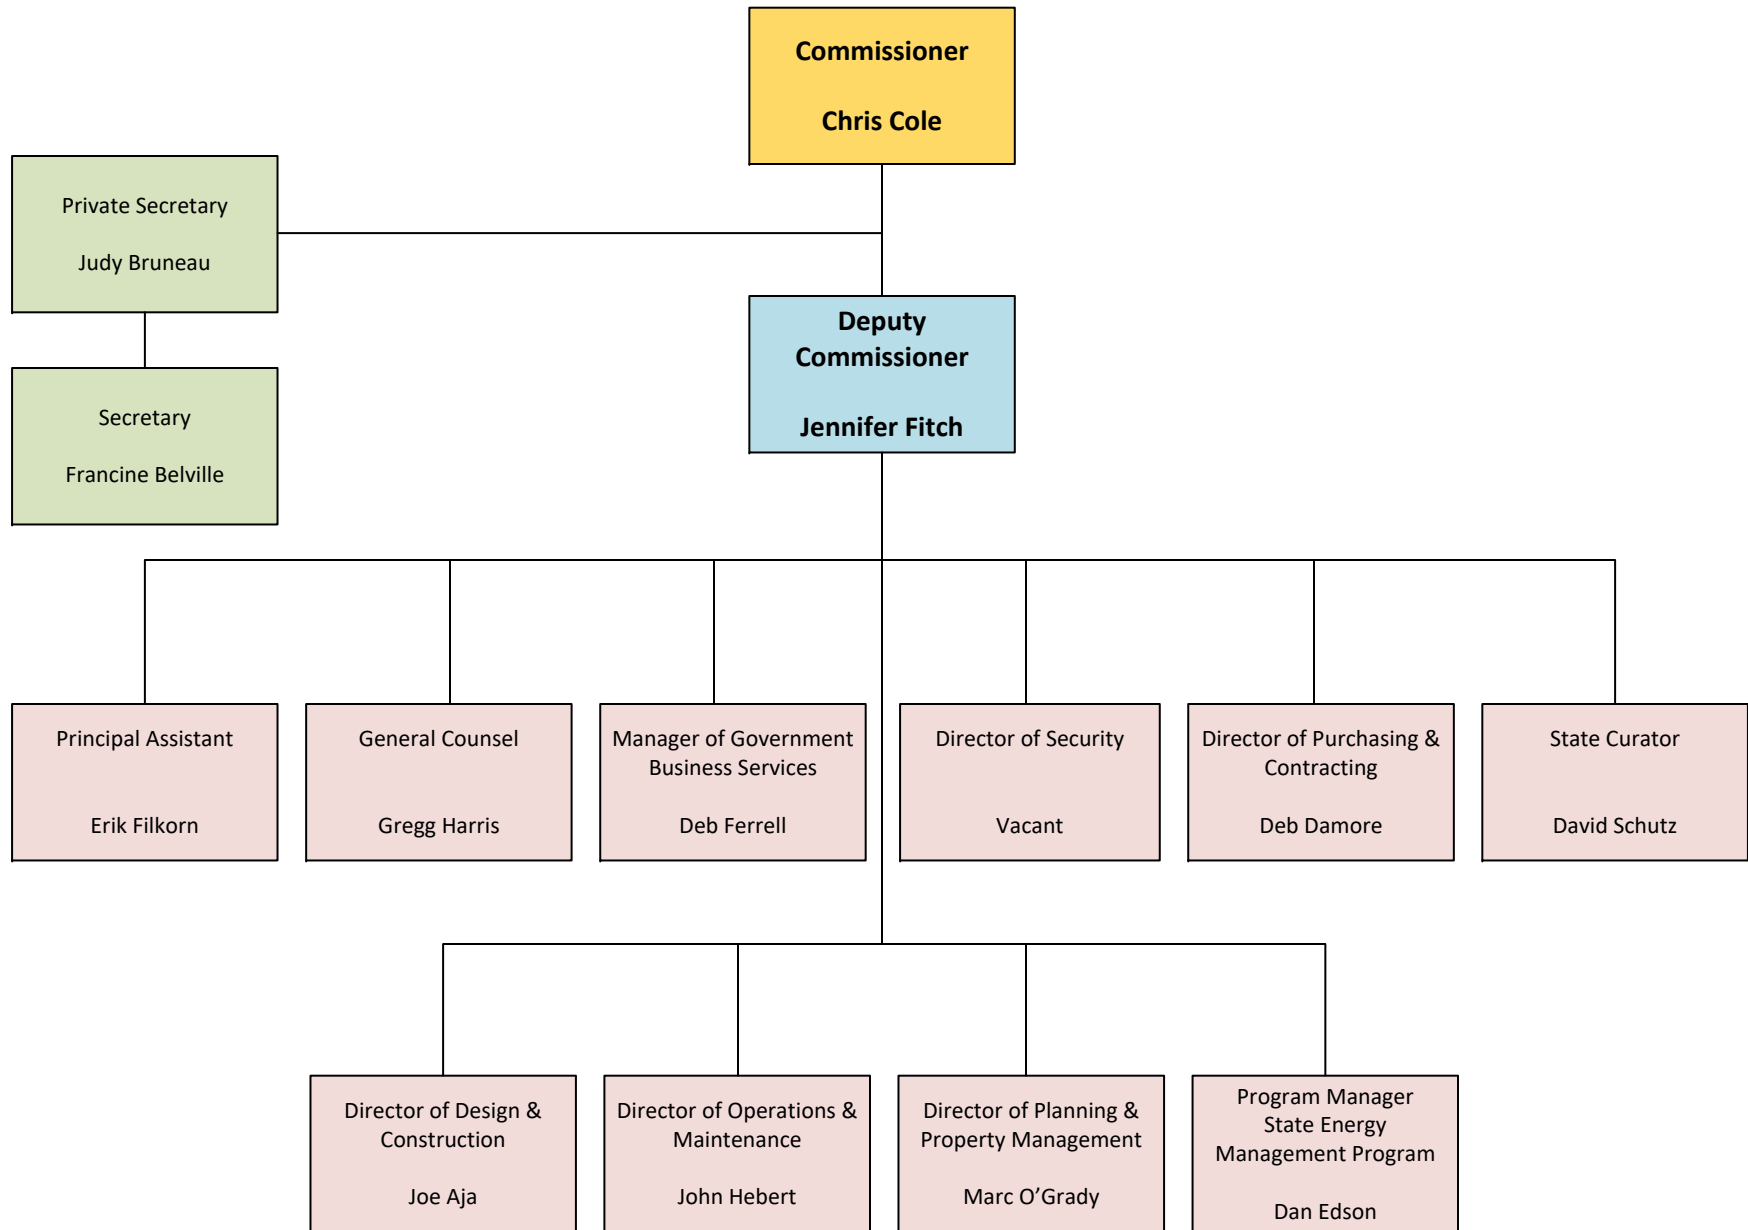 Commissioner
Chris Cole
Private Secretary
Judy Bruneau
Deputy
Commissioner
Jennifer Fitch
Secretary
Francine Belville
Principal Assistant
Erik Filkorn
General Counsel
Gregg Harris
Manager of Government
Business Services
Deb Ferrell
Director of Security
Vacant
Director of Purchasing &
Contracting
Deb Damore
State Curator
David Schutz
Director of Design &
Construction
Joe Aja
Director of Operations &
Maintenance
John Hebert
Director of Planning &
Property Management
Marc O’Grady
Program Manager
State Energy
Management Program
Dan Edson